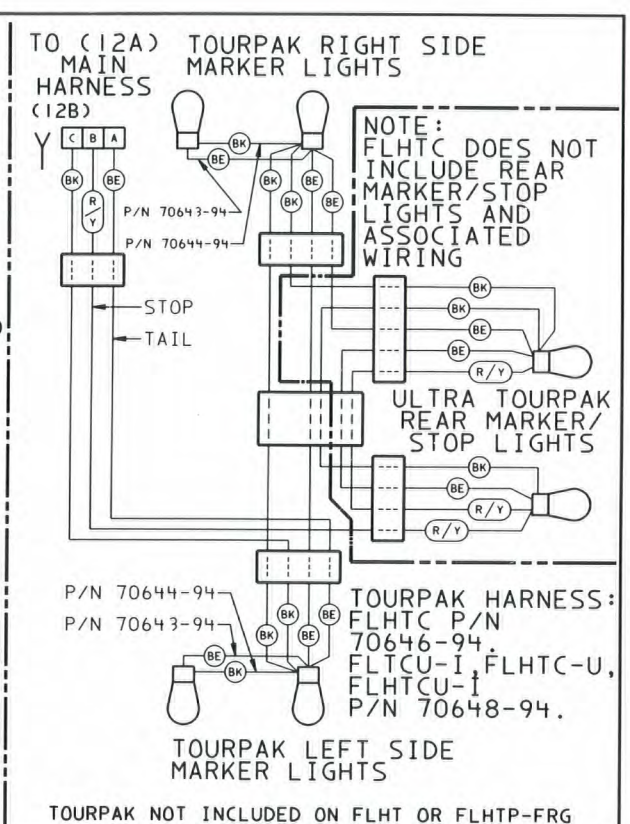 TO (12A)
MAIN
HARNESS
(12B)
C B A
BK
R/Y
BE
STOP
TAIL
TOURPAK RIGHT SIDE
MARKER LIGHTS
BK
BE
P/N 70643-94
P/N 70644-94
BK
BK
BE
BE
NOTE:
FLHTC DOES NOT
INCLUDE REAR
MARKER/STOP
LIGHTS AND
ASSOCIATED
WIRING
BK
BK
BE
BE
R/Y
ULTRA TOURPAK
REAR MARKER/
STOP LIGHTS
BK
BE
R/Y
R/Y
P/N 70644-94
P/N 70643-94
BK
BK
BE
BE
BE
BK
TOURPAK LEFT SIDE
MARKER LIGHTS
TOURPAK HARNESS:
FLHTC P/N
70646-94.
FLTCU-I,FLHTC-U,
FLHTCU-I
P/N 70648-94.
TOURPAK NOT INCLUDED ON FLHT OR FLHTP-FRG